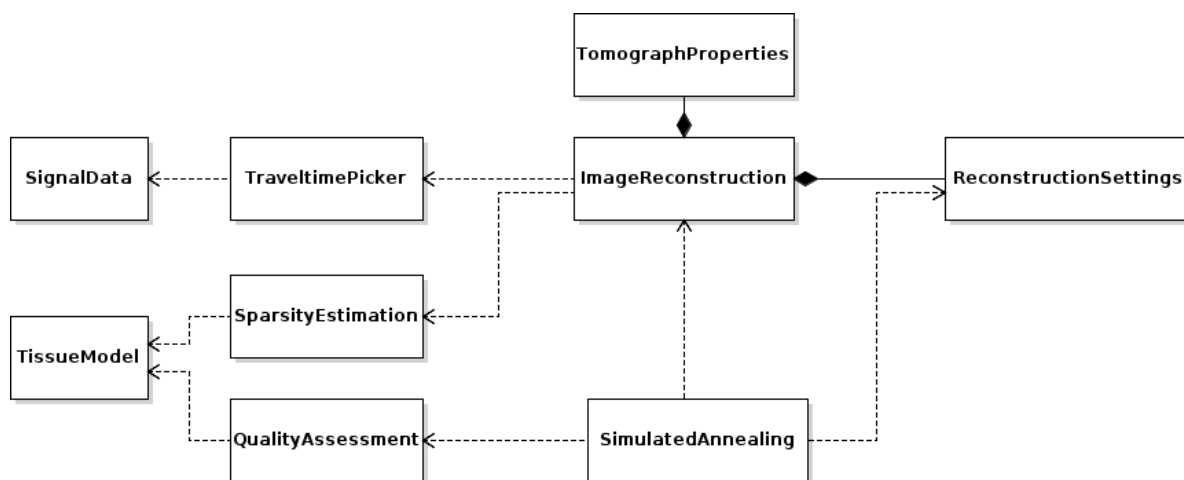 TomographProperties
SignalData
TraveltimePicker
ImageReconstruction
ReconstructionSettings
SparsityEstimation
TissueModel
QualityAssessment
SimulatedAnnealing